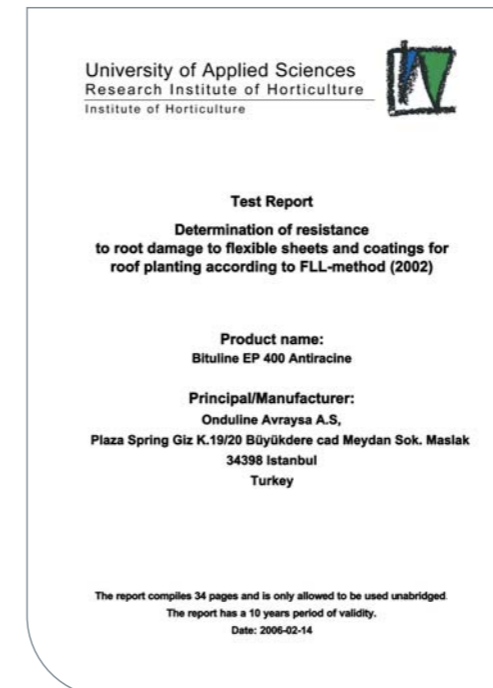 University of Applied Sciences
Research Institute of Horticulture
Institute of Horticulture
Test Report
Determination of resistance
to root damage to flexible sheets and coatings for
roof planting according to FLL-method (2002)
Product name:
Bituline EP 400 Antiracine
Principal/Manufacturer:
Onduline Avraysa A.S,
Plaza Spring Giz K.19/20 Büyükdere cad Meydan Sok. Maslak
34398 Istanbul
Turkey
The report compiles 34 pages and is only allowed to be used unabridged.
The report has a 10 years period of validity.
Date: 2006-02-14